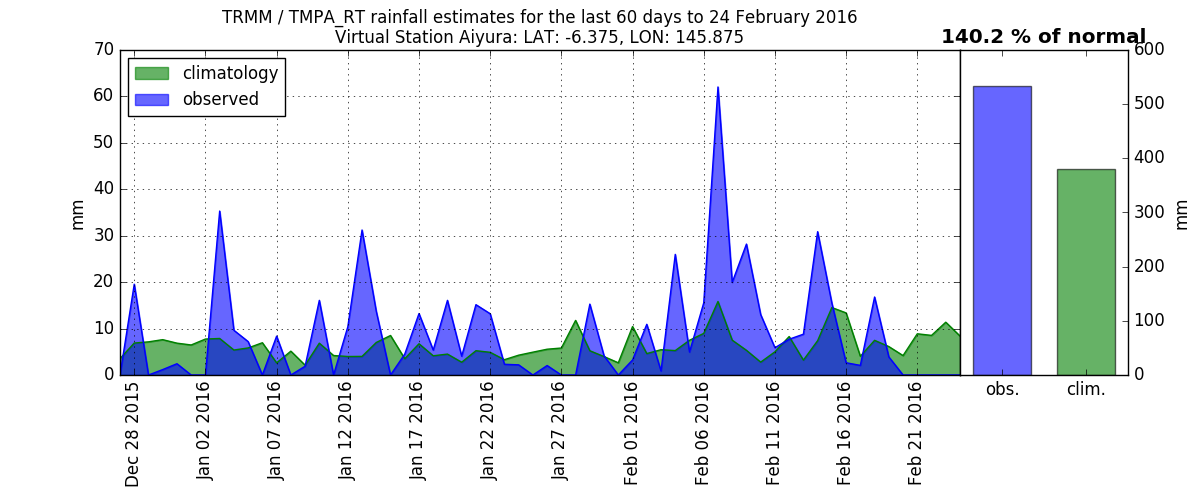 TRMM / TMPA_RT rainfall estimates for the last 60 days to 24 February 2016
Virtual Station Aiyura: LAT: -6.375, LON: 145.875
140.2 % of normal
climatology
observed
70
60
50
40
30
20
10
0
mm
Dec 28 2015
Jan 02 2016
Jan 07 2016
Jan 12 2016
Jan 17 2016
Jan 22 2016
Jan 27 2016
Feb 01 2016
Feb 06 2016
Feb 11 2016
Feb 16 2016
Feb 21 2016
obs.
clim.
600
500
400
300
200
100
0
mm